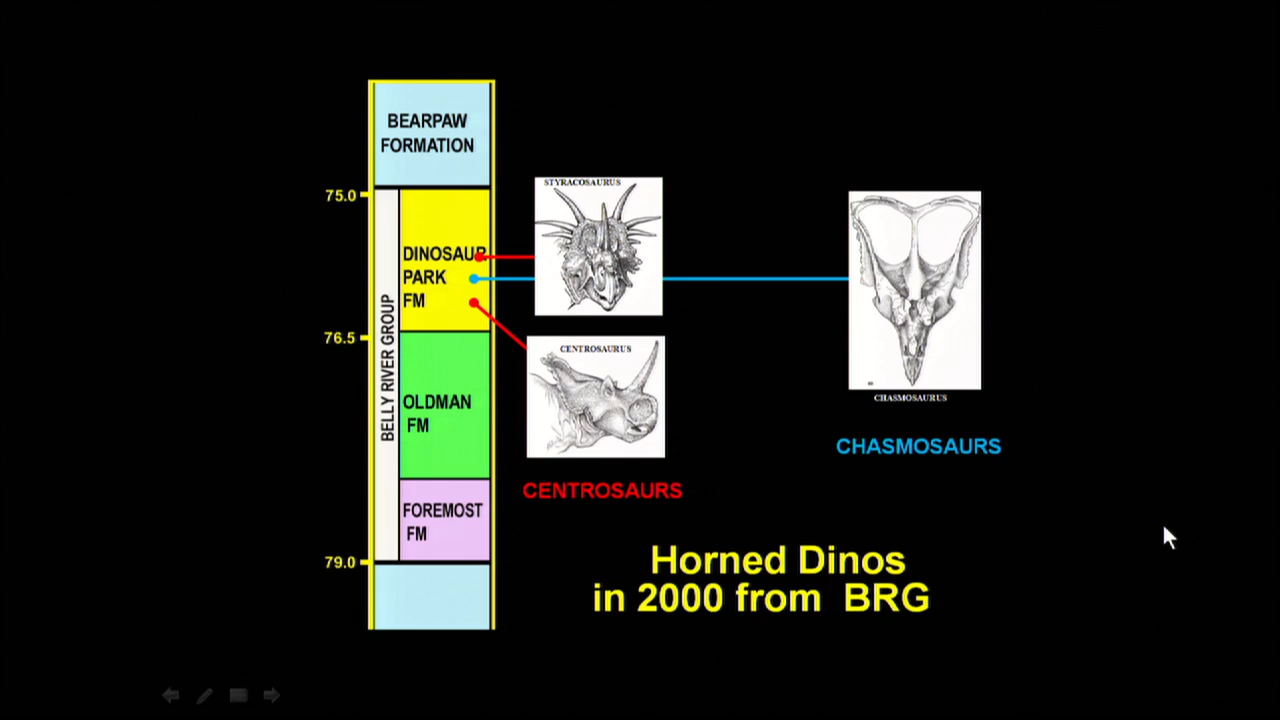 BEARPAW
FORMATION
75.0
DINOSAUR
PARK
FM
76.5
BELLY RIVER GROUP
OLDMAN
FM
FOREMOST
FM
79.0
STYRACOSAURUS
CENTROSAURUS
CENTROSAURS
CHASMOSAURUS
CHASMOSAURS
Horned Dinos
in 2000 from BRG